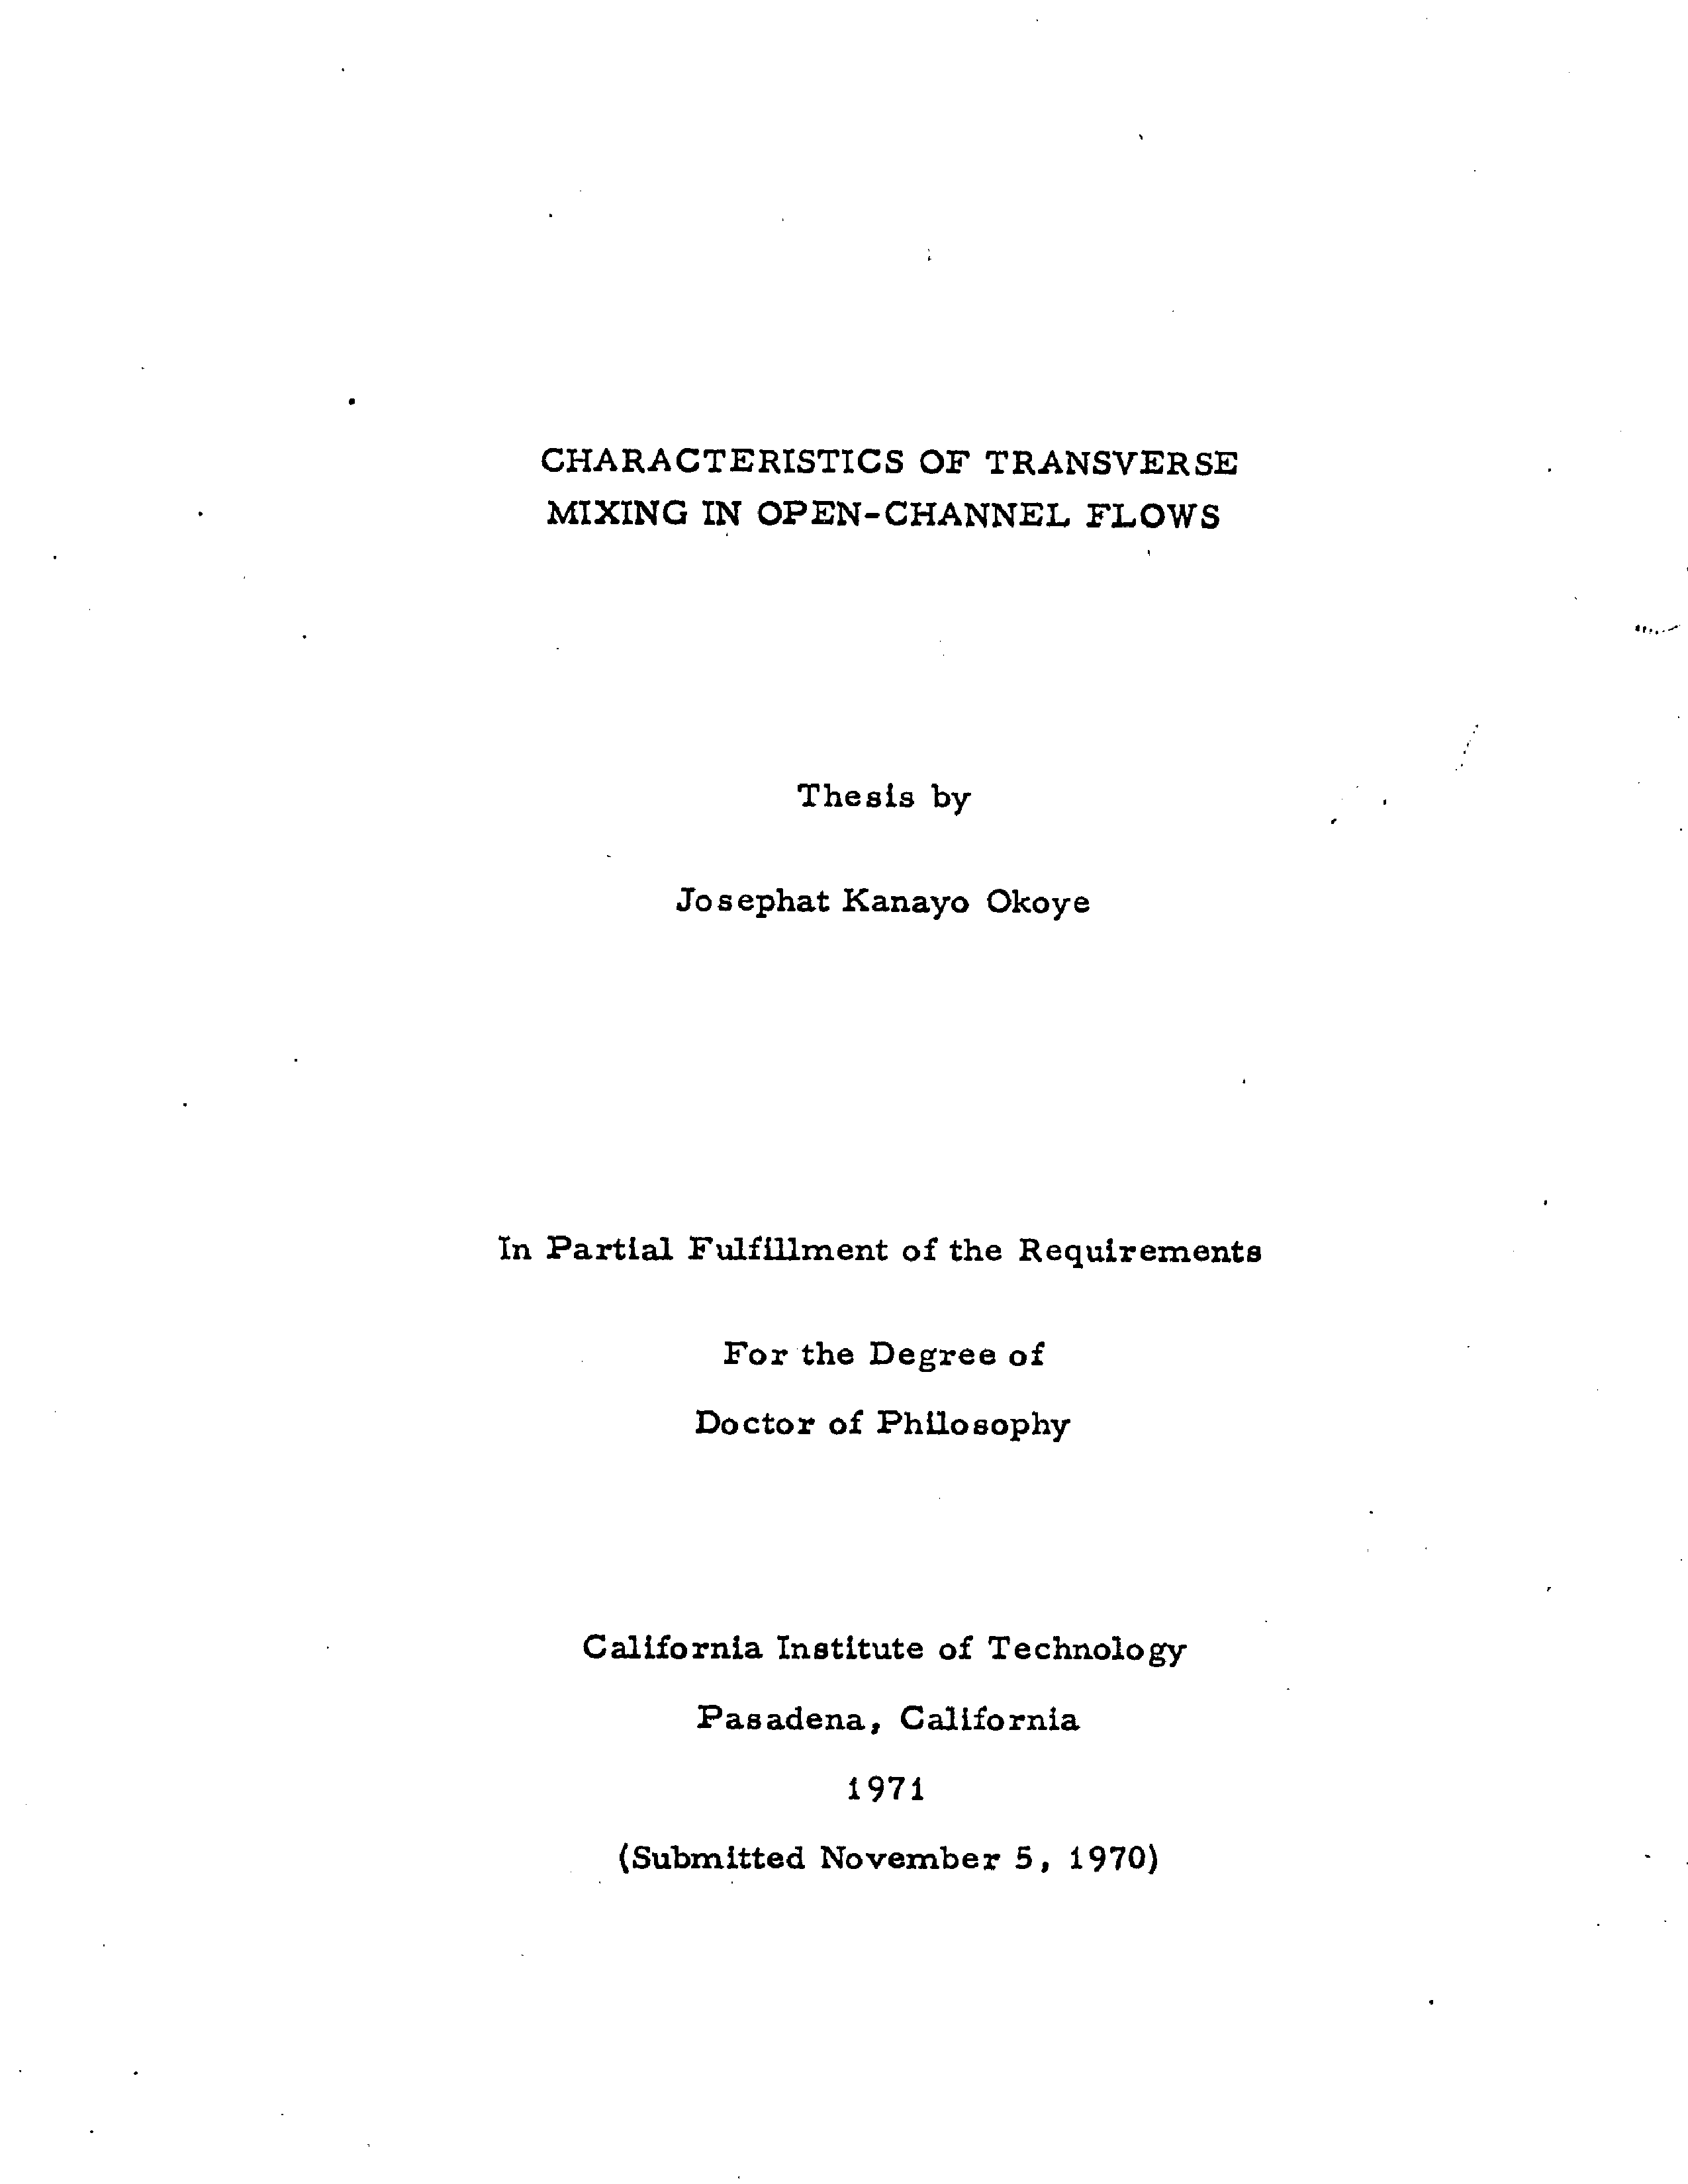 CHARACTERISTICS OF TRANSVERSE
MIXING IN OPEN-CHANNEL FLOWS
Thesis by
Josephat Kanayo Okoye
In Partial Fulfillment of the Requirements
For the Degree of
Doctor of Philosophy
California Institute of Technology
Pasadena, California
1971
(Submitted November 5, 1970)